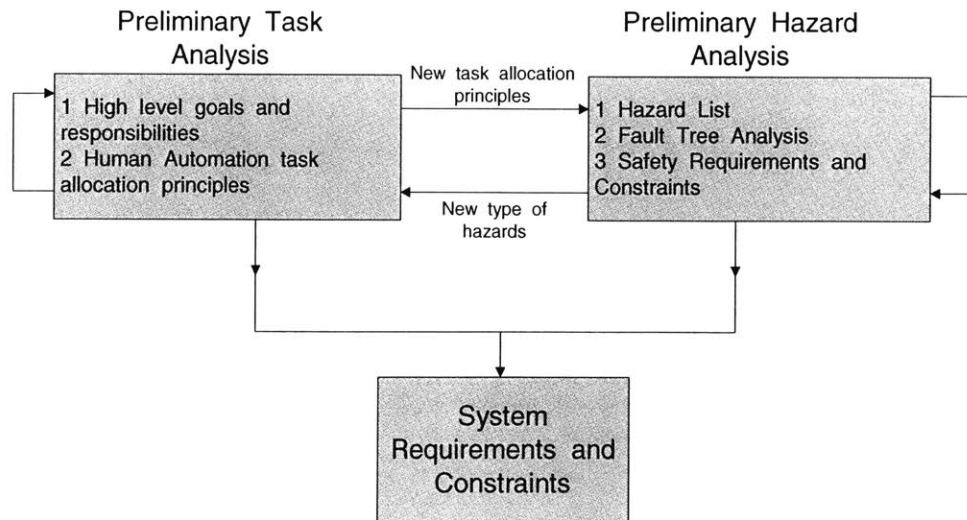 Preliminary Task
Analysis
1 High level goals and
responsibilities
2 Human Automation task
allocation principles
New task allocation
principles
New type of
hazards
Preliminary Hazard
Analysis
1 Hazard List
2 Fault Tree Analysis
3 Safety Requirements and
Constraints
System
Requirements and
Constraints